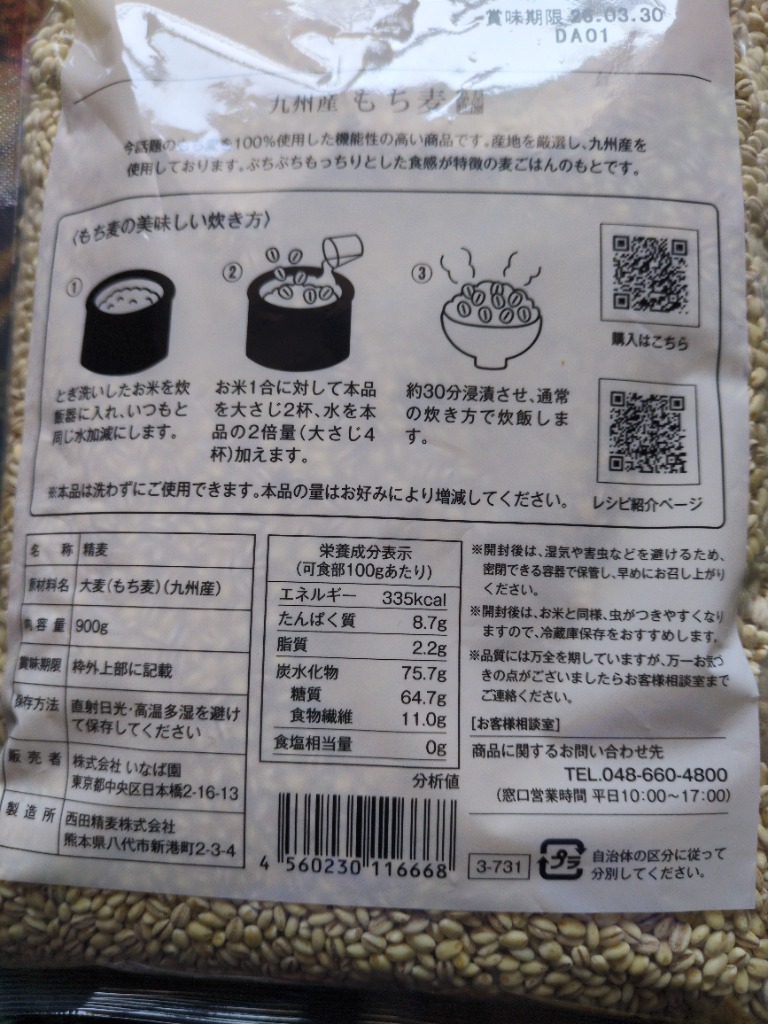 賞味期限 26.03.30
DA01
九州産 もち麦
今話題の 100%使用した機能性の高い商品です。産地を厳選し、九州産を
使用しております。ぷちぷちもっちりとした食感が特徴の麦ごはんのもとです。
〈もち麦の美味しい炊き方〉
①
とぎ洗いしたお米を炊
飯器に入れ、いつもと
同じ水加減にします。
②
お米1合に対して本品
を大さじ2杯、水を本
品の2倍量(大さじ4
杯)加えます。
③
約30分浸漬させ、通常
の炊き方で炊飯しま
す。
購入はこちら
レシピ紹介ページ
※本品は洗わずにご使用できます。本品の量はお好みにより増減してください。
名称 精麦
原材料名 大麦(もち麦)(九州産)
内容量 900g
賞味期限 枠外上部に記載
保存方法 直射日光・高温多湿を避け
て保存してください
販売者 株式会社 いなば園
東京都中央区日本橋2-16-13
製造所 西田精麦株式会社
熊本県八代市新港町2-3-4
栄養成分表示
(可食部100gあたり)
エネルギー 335kcal
たんぱく質 8.7g
脂質 2.2g
炭水化物 75.7g
糖質 64.7g
食物繊維 11.0g
食塩相当量 0g
分析値
4 560230 116668
※開封後は、湿気や害虫などを避けるため、
密閉できる容器で保管し、早めにお召し上がり
ください。
※開封後は、お米と同様、虫がつきやすくなり
ますので、冷蔵庫保存をおすすめします。
※品質には万全を期していますが、万一お気づ
きの点がございましたらお客様相談室まで
ご連絡ください。
[お客様相談室]
商品に関するお問い合わせ先
TEL.048-660-4800
(窓口営業時間 平日10:00~17:00)
3-731
プラ
自治体の区分に従って
分別してください。